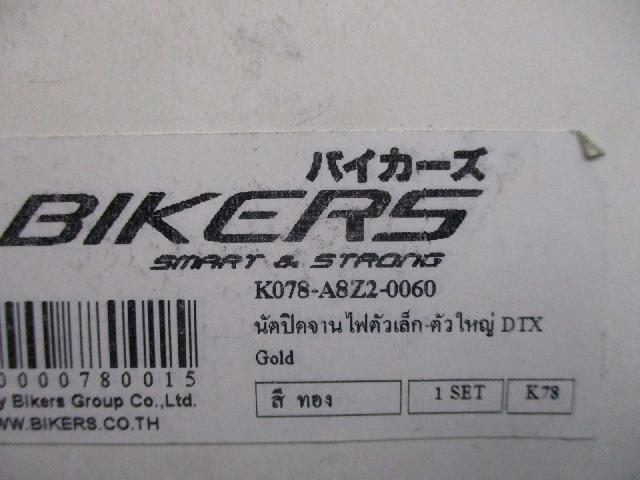 バイカーズ
BIKERS
SMART & STRONG
K078-A8Z2-0060
นัตปิดจานไฟตัวเล็ก-ตัวใหญ่ DTX
Gold
0000780015
สี ทอง
1 SET
K78
y Bikers Group Co.,Ltd.
WW.BIKERS.CO.TH